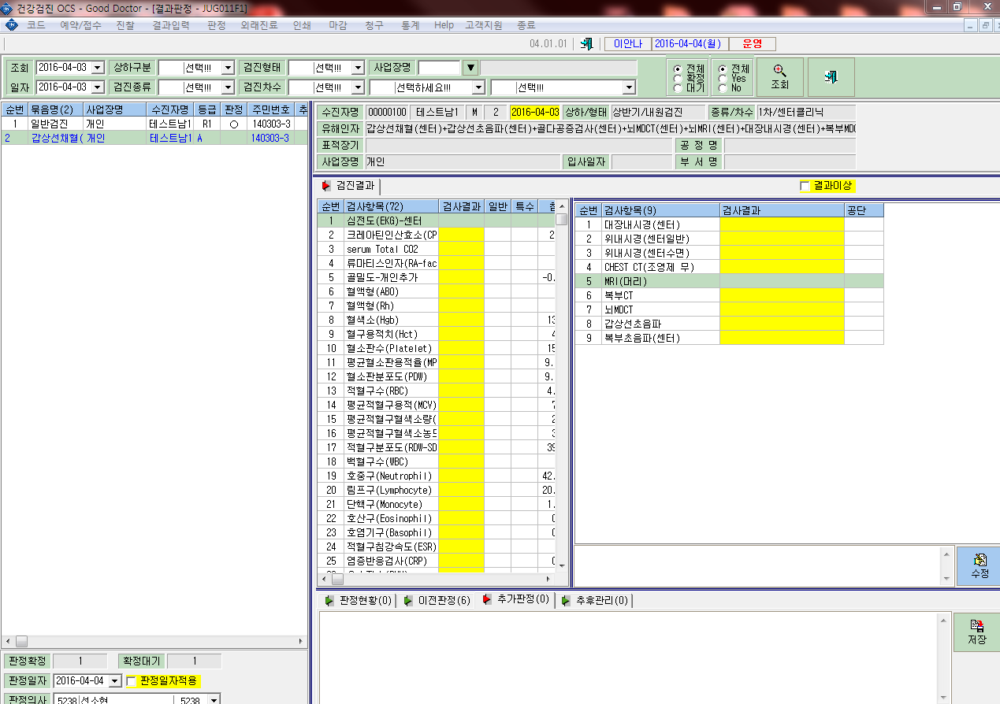 건강검진 OCS - Good Doctor - [결과판정 - JUG011F1]
코드 예약/접수 진찰 결과입력 판정 외래진료 인쇄 마감 청구 통계 Help 고객지원 종료
04.01.01 이안나 2016-04-04(월) 운영
조회 2016-04-03 상하구분 선택!!! 검진형태 선택!!! 사업장명 ▼ 전체 전체
확정 Yes
대기 No
조회
일자 2016-04-03 검진종류 선택!!! 검진차수 선택!!! 선택하세요!!! 선택!!!
순번 묶음명(2) 사업장명 수진자명 등급 판정 주민번호 추
1 일반검진 개인 테스트남1 R1 ○ 140303-3
2 갑상선채혈( 개인 테스트남1 A 140303-3
수진자명 00000100 테스트남1 M 2 2016-04-03 상하/형태 상반기/내원검진 종류/차수 1차/센터클리닉
유해인자 갑상선채혈(센터)+갑상선초음파(센터)+골다공증검사(센터)+뇌MDCT(센터)+뇌MRI(센터)+대장내시경(센터)+복부MDC
표적장기 공 정 명
사업장명 개인 입사일자 부 서 명
검진결과 결과이상
순번 검사항목(72) 검사결과 일반 특수
1 심전도(EKG)-센터
2 크레아틴인산효소(CP 2
3 serum Total CO2
4 류마티스인자(RA-fac
5 골밀도-개인추가 -0.
6 혈액형(ABO)
7 혈액형(Rh)
8 혈색소(Hgb) 13
9 혈구용적치(Hct) 4
10 혈소판수(Platelet) 15
11 평균혈소판용적율(MP 9.
12 혈소판분포도(PDW) 9.
13 적혈구수(RBC) 4.
14 평균적혈구용적(MCV) 7
15 평균적혈구혈색소량( 2
16 평균적혈구혈색소농도 3
17 적혈구분포도(RDW-SD 39
18 백혈구수(WBC)
19 호중구(Neutrophil) 42.
20 림프구(Lymphocyte) 20.
21 단핵구(Monocyte) 1.
22 호산구(Eosinophil) 0
23 호염기구(Basophil) 0
24 적혈구침강속도(ESR)
25 염증반응검사(CRP) 0
순번 검사항목(9) 검사결과 공단
1 대장내시경(센터)
2 위내시경(센터일반)
3 위내시경(센터수면)
4 CHEST CT(조영제 무)
5 MRI(머리)
6 복부CT
7 뇌MDCT
8 갑상선초음파
9 복부초음파(센터)
수정
판정현황(0) 이전판정(6) 추가판정(0) 추후관리(0)
저장
판정확정 1 확정대기 1
판정일자 2016-04-04 판정일자적용
판정의사 5238 선소현 5238